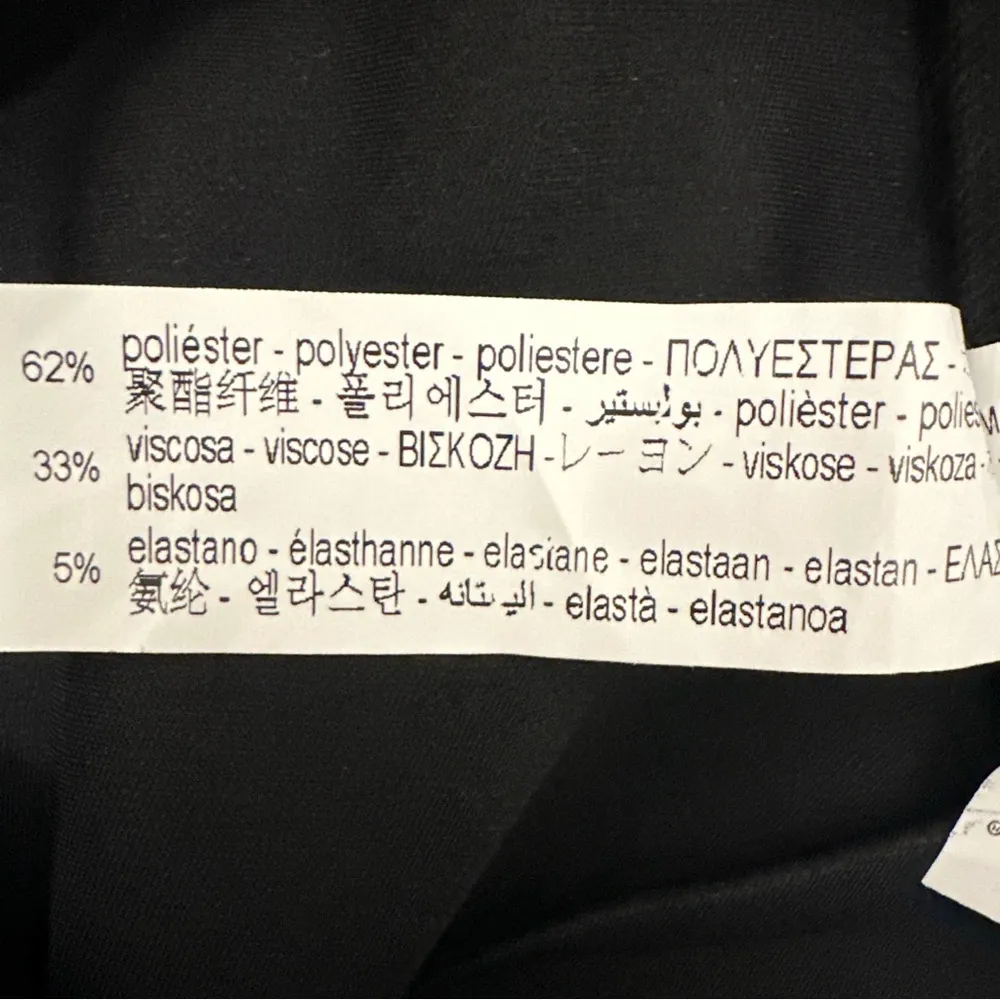 62% poliéster - polyester - poliestere - ΠΟΛΥΕΣΤΕΡΑΣ -
聚酯纤维 - 폴리에스터 - بوليستير - polièster -
33% viscosa - viscose - ΒΙΣΚΟΖΗ - レーヨン - viskose - viskoza -
biskosa
5% elastano - élasthanne - elastane - elastaan - elastan -
氨纶 - 엘라스탄 - - elastà - elastanoa